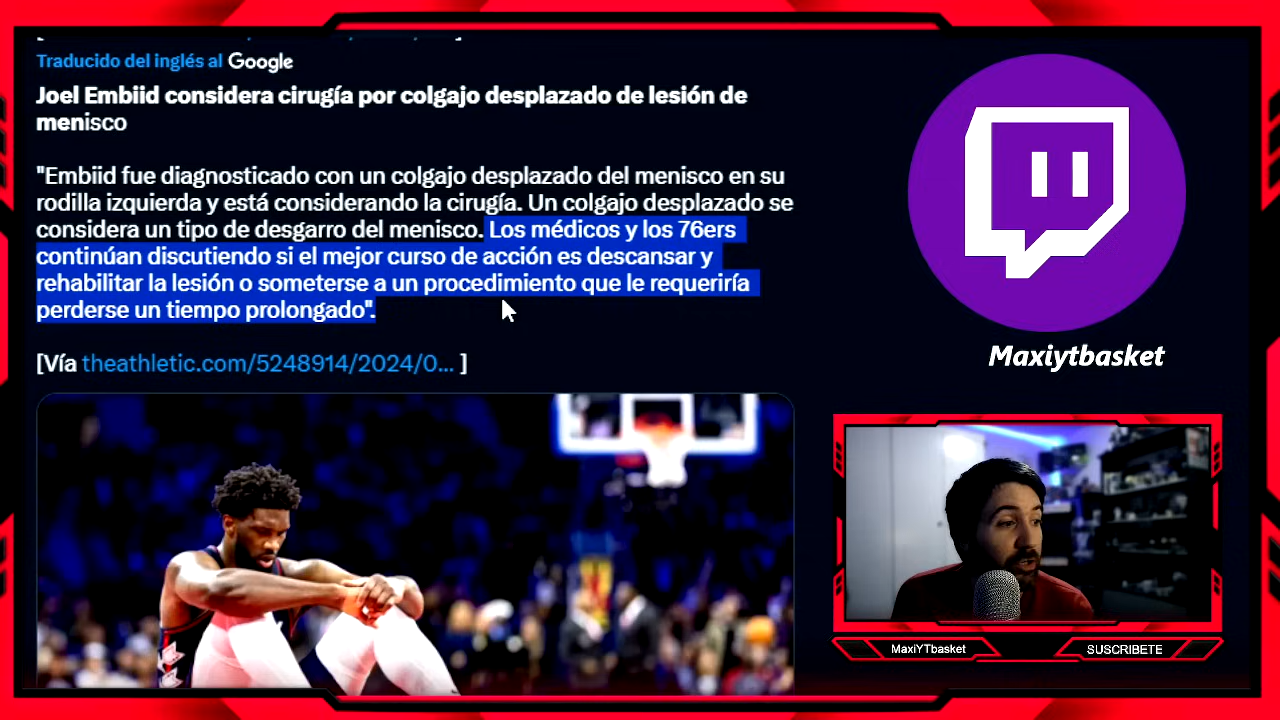 Traducido del inglés al Google
Joel Embiid considera cirugía por colgajo desplazado de lesión de
menisco
"Embiid fue diagnosticado con un colgajo desplazado del menisco en su
rodilla izquierda y está considerando la cirugía. Un colgajo desplazado se
considera un tipo de desgarro del menisco. Los médicos y los 76ers
continúan discutiendo si el mejor curso de acción es descansar y
rehabilitar la lesión o someterse a un procedimiento que le requeriría
perderse un tiempo prolongado".
[Vía theathletic.com/5248914/2024/0... ]
Maxiytbasket
MaxiYTbasket
SUSCRIBETE